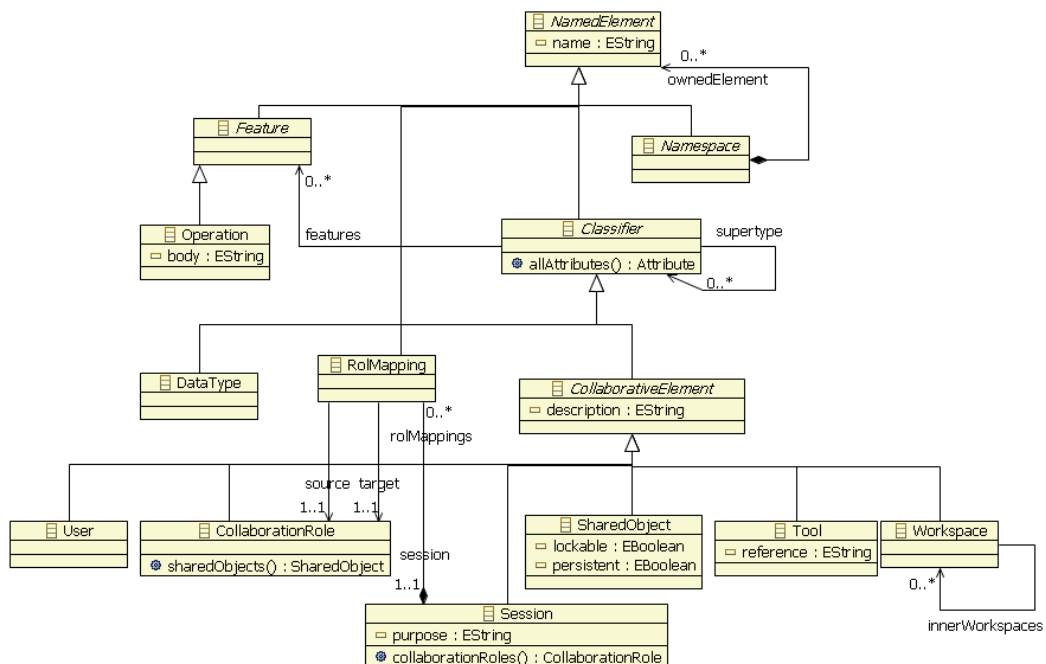 NamedElement
name : EString
0..*
ownedElement
Feature
Namespace
0..*
Operation
body : EString
features
Classifier
allAttributes() : Attribute
supertype
0..*
DataType
RolMapping
CollaborativeElement
description : EString
0..*
rolMappings
source target
1..1 1..1
User
CollaborationRole
sharedObjects() : SharedObject
SharedObject
lockable : EBoolean
persistent : EBoolean
Tool
reference : EString
Workspace
0..*
innerWorkspaces
session
1..1
Session
purpose : EString
collaborationRoles() : CollaborationRole